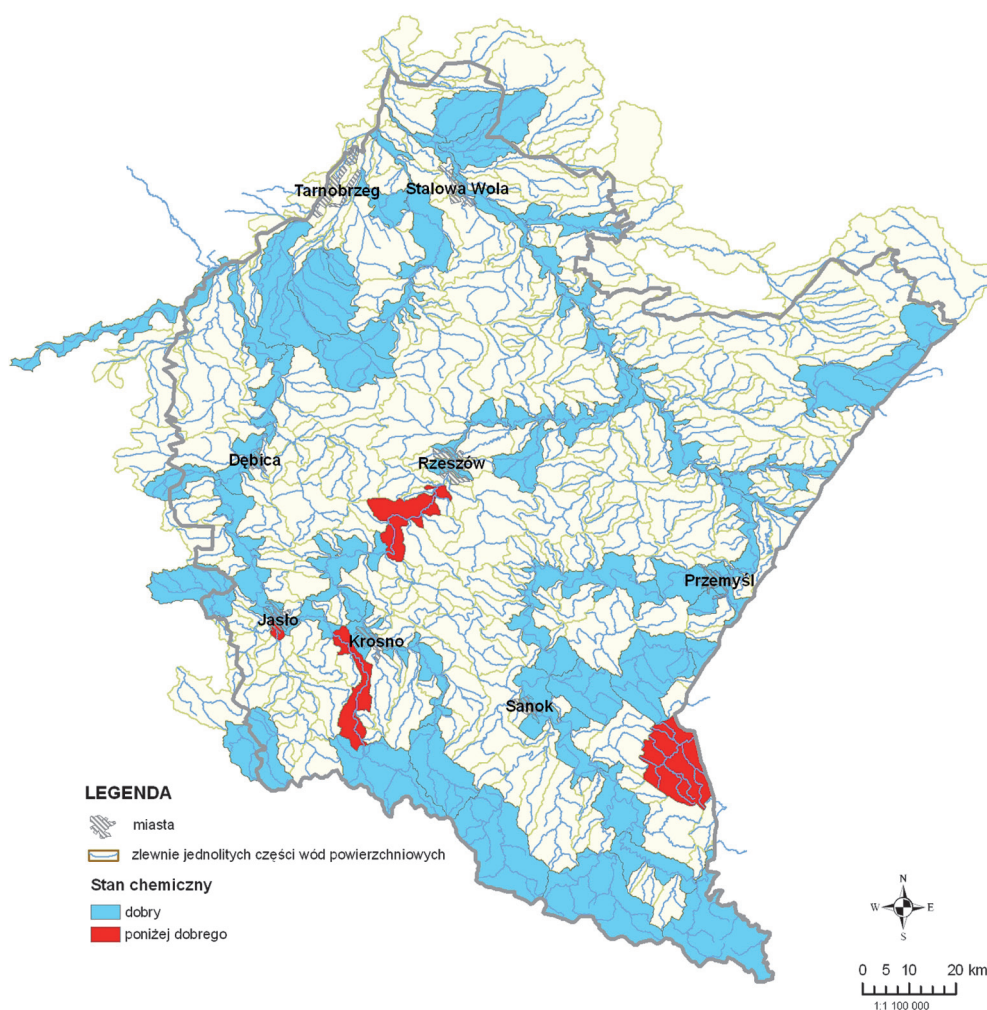 Tarnobrzeg
Stalowa Wola
Dębica
Rzeszów
Przemyśl
Jasło
Krosno
Sanok
LEGENDA
miasta
zlewnie jednolitych części wód powierzchniowych
Stan chemiczny
dobry
poniżej dobrego
N
W
E
S
0 5 10 20 km
1:1 100 000